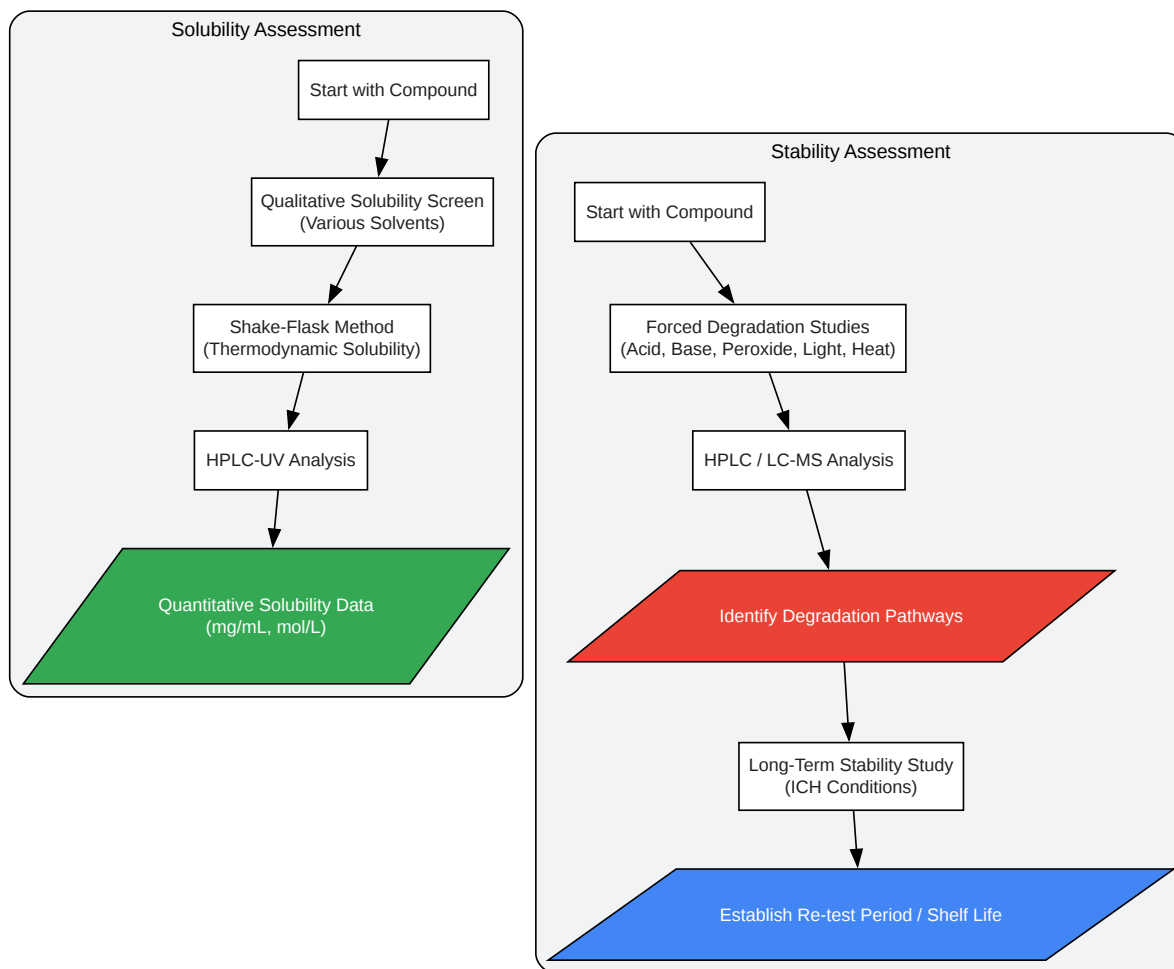 Solubility Assessment
Start with Compound
Qualitative Solubility Screen
(Various Solvents)
Shake-Flask Method
(Thermodynamic Solubility)
HPLC-UV Analysis
Quantitative Solubility Data
(mg/mL, mol/L)
Stability Assessment
Start with Compound
Forced Degradation Studies
(Acid, Base, Peroxide, Light, Heat)
HPLC / LC-MS Analysis
Identify Degradation Pathways
Long-Term Stability Study
(ICH Conditions)
Establish Re-test Period / Shelf Life